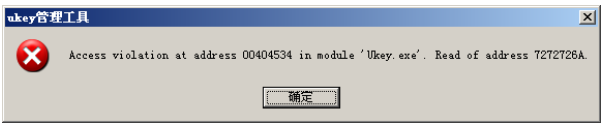 ukey管理工具
Access violation at address 00404534 in module 'Ukey.exe'. Read of address 7272726A.
确定